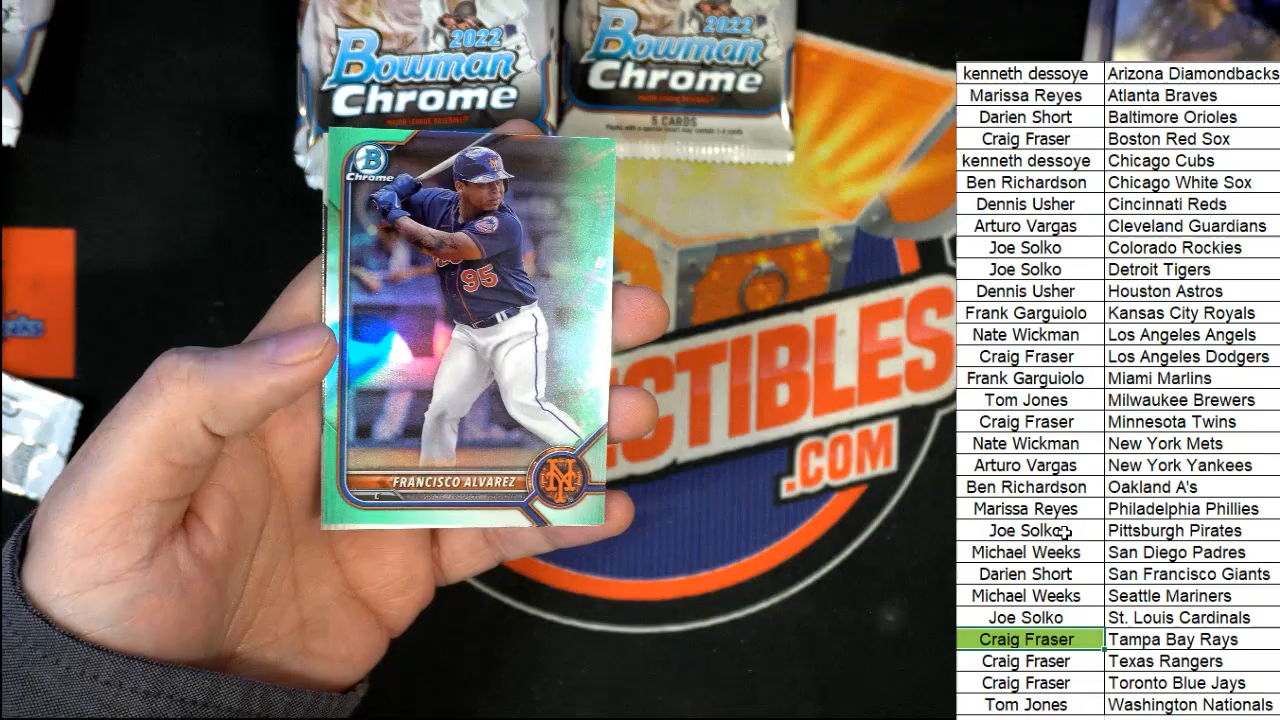 2022
Bowman
Chrome
MAJOR LEAGUE BASEBALL
2022
Bowman
Chrome
MAJOR LEAGUE BASEBALL
5 CARDS
B
Chrome
95
FRANCISCO ALVAREZ
C
NY
ECTIBLES
.COM
kenneth dessoye Arizona Diamondbacks
Marissa Reyes Atlanta Braves
Darien Short Baltimore Orioles
Craig Fraser Boston Red Sox
kenneth dessoye Chicago Cubs
Ben Richardson Chicago White Sox
Dennis Usher Cincinnati Reds
Arturo Vargas Cleveland Guardians
Joe Solko Colorado Rockies
Joe Solko Detroit Tigers
Dennis Usher Houston Astros
Frank Garguiolo Kansas City Royals
Nate Wickman Los Angeles Angels
Craig Fraser Los Angeles Dodgers
Frank Garguiolo Miami Marlins
Tom Jones Milwaukee Brewers
Craig Fraser Minnesota Twins
Nate Wickman New York Mets
Arturo Vargas New York Yankees
Ben Richardson Oakland A's
Marissa Reyes Philadelphia Phillies
Joe Solko Pittsburgh Pirates
Michael Weeks San Diego Padres
Darien Short San Francisco Giants
Michael Weeks Seattle Mariners
Joe Solko St. Louis Cardinals
Craig Fraser Tampa Bay Rays
Craig Fraser Texas Rangers
Craig Fraser Toronto Blue Jays
Tom Jones Washington Nationals